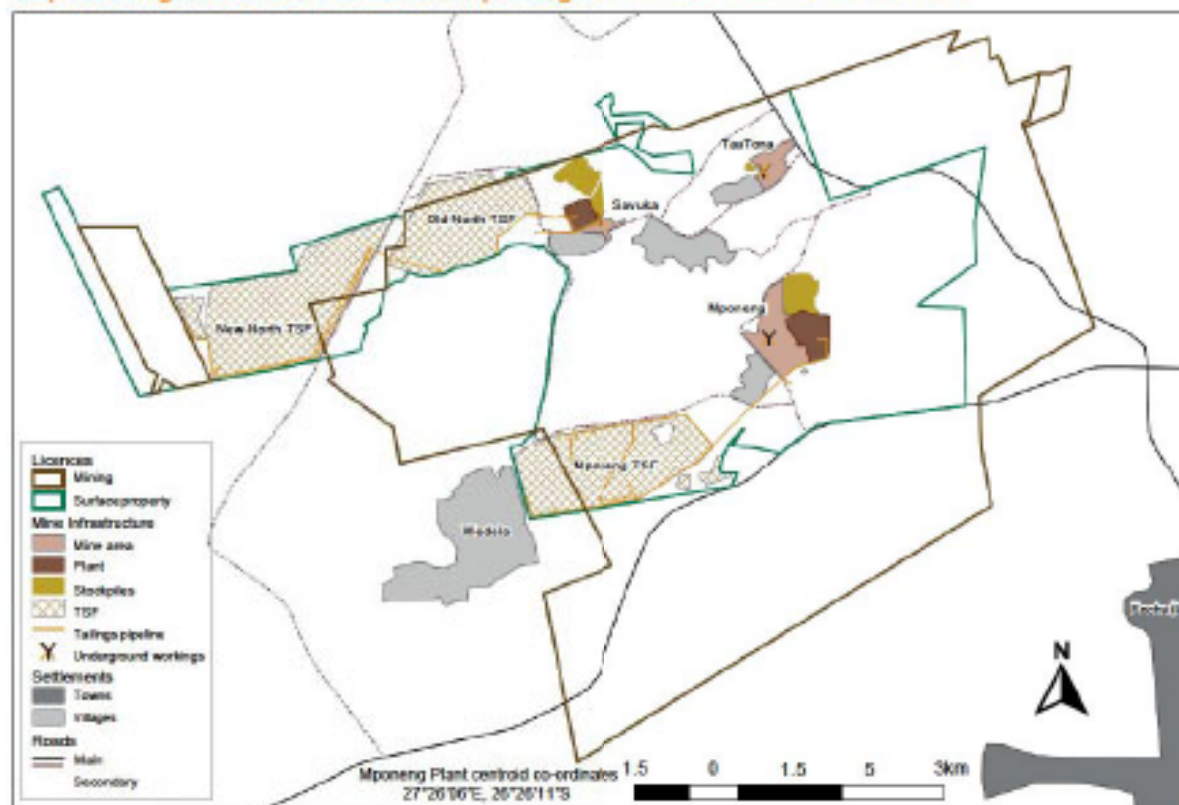 TauTona
Savuka
Old North TSF
Mponeng
New North TSF
Mponeng TSF
Licences
Mining
Surface property
Mine Infrastructure
Mine area
Plant
Stockpiles
TSF
Tailings pipeline
Underground workings
Settlements
Towns
Villages
Roads
Main
Secondary
N
Mponeng Plant centroid co-ordinates
27°26'06"E, 26°26'11"S
1.5 0 1.5 5 3km